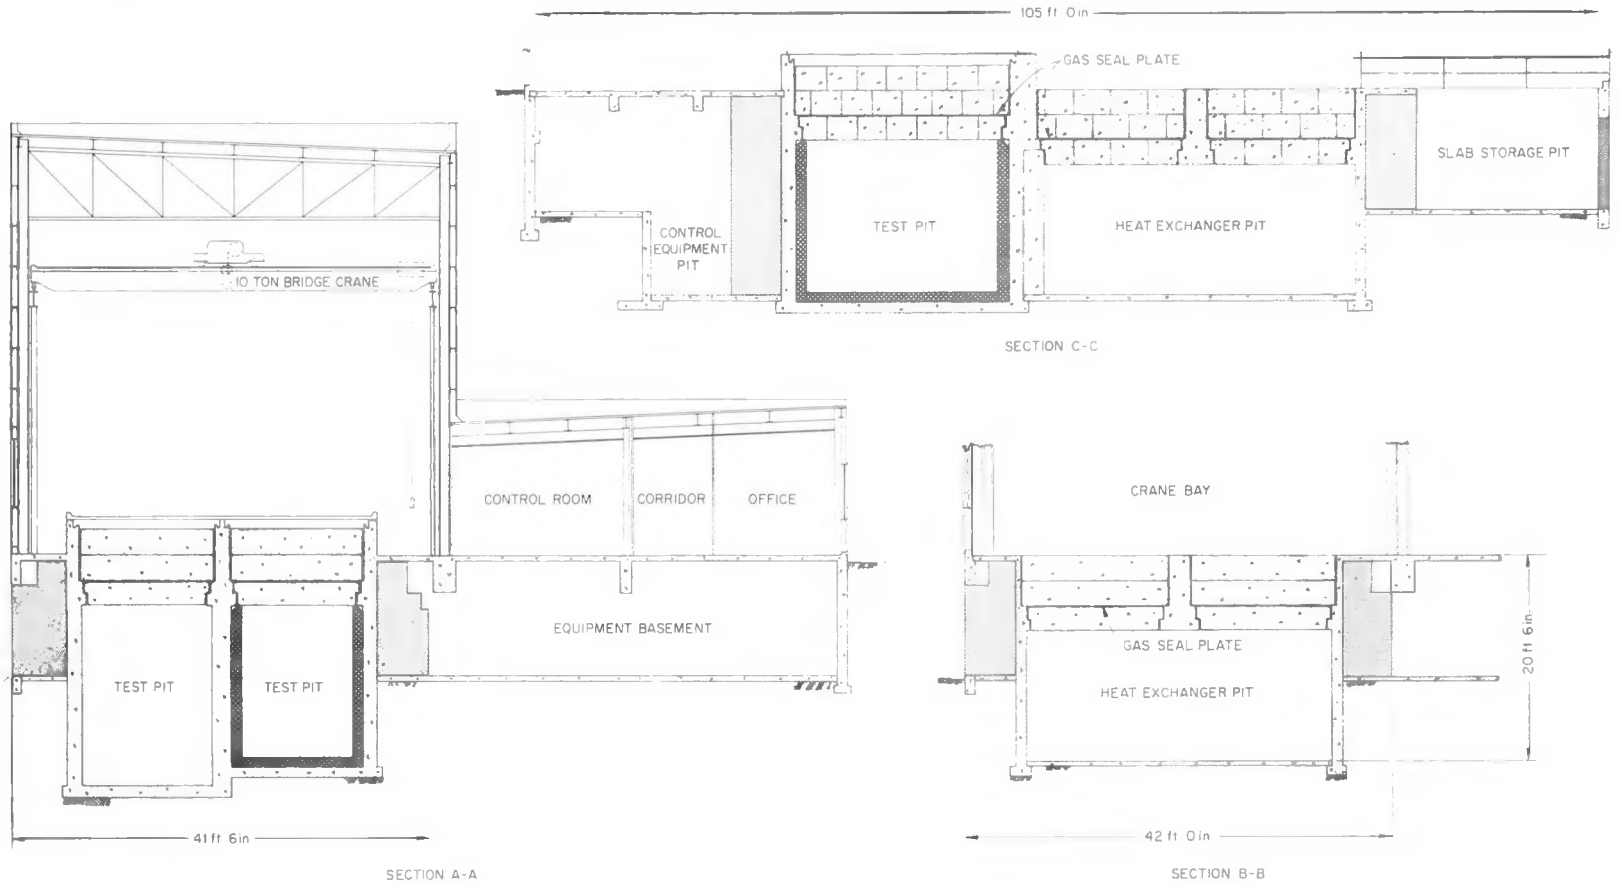 105 ft 0 in
GAS SEAL PLATE
SLAB STORAGE PIT
TEST PIT
HEAT EXCHANGER PIT
CONTROL
EQUIPMENT
PIT
SECTION C-C
10 TON BRIDGE CRANE
CONTROL ROOM
CORRIDOR
OFFICE
EQUIPMENT BASEMENT
TEST PIT
TEST PIT
41 ft 6 in
SECTION A-A
CRANE BAY
GAS SEAL PLATE
HEAT EXCHANGER PIT
20 ft 6 in
42 ft 0 in
SECTION B-B